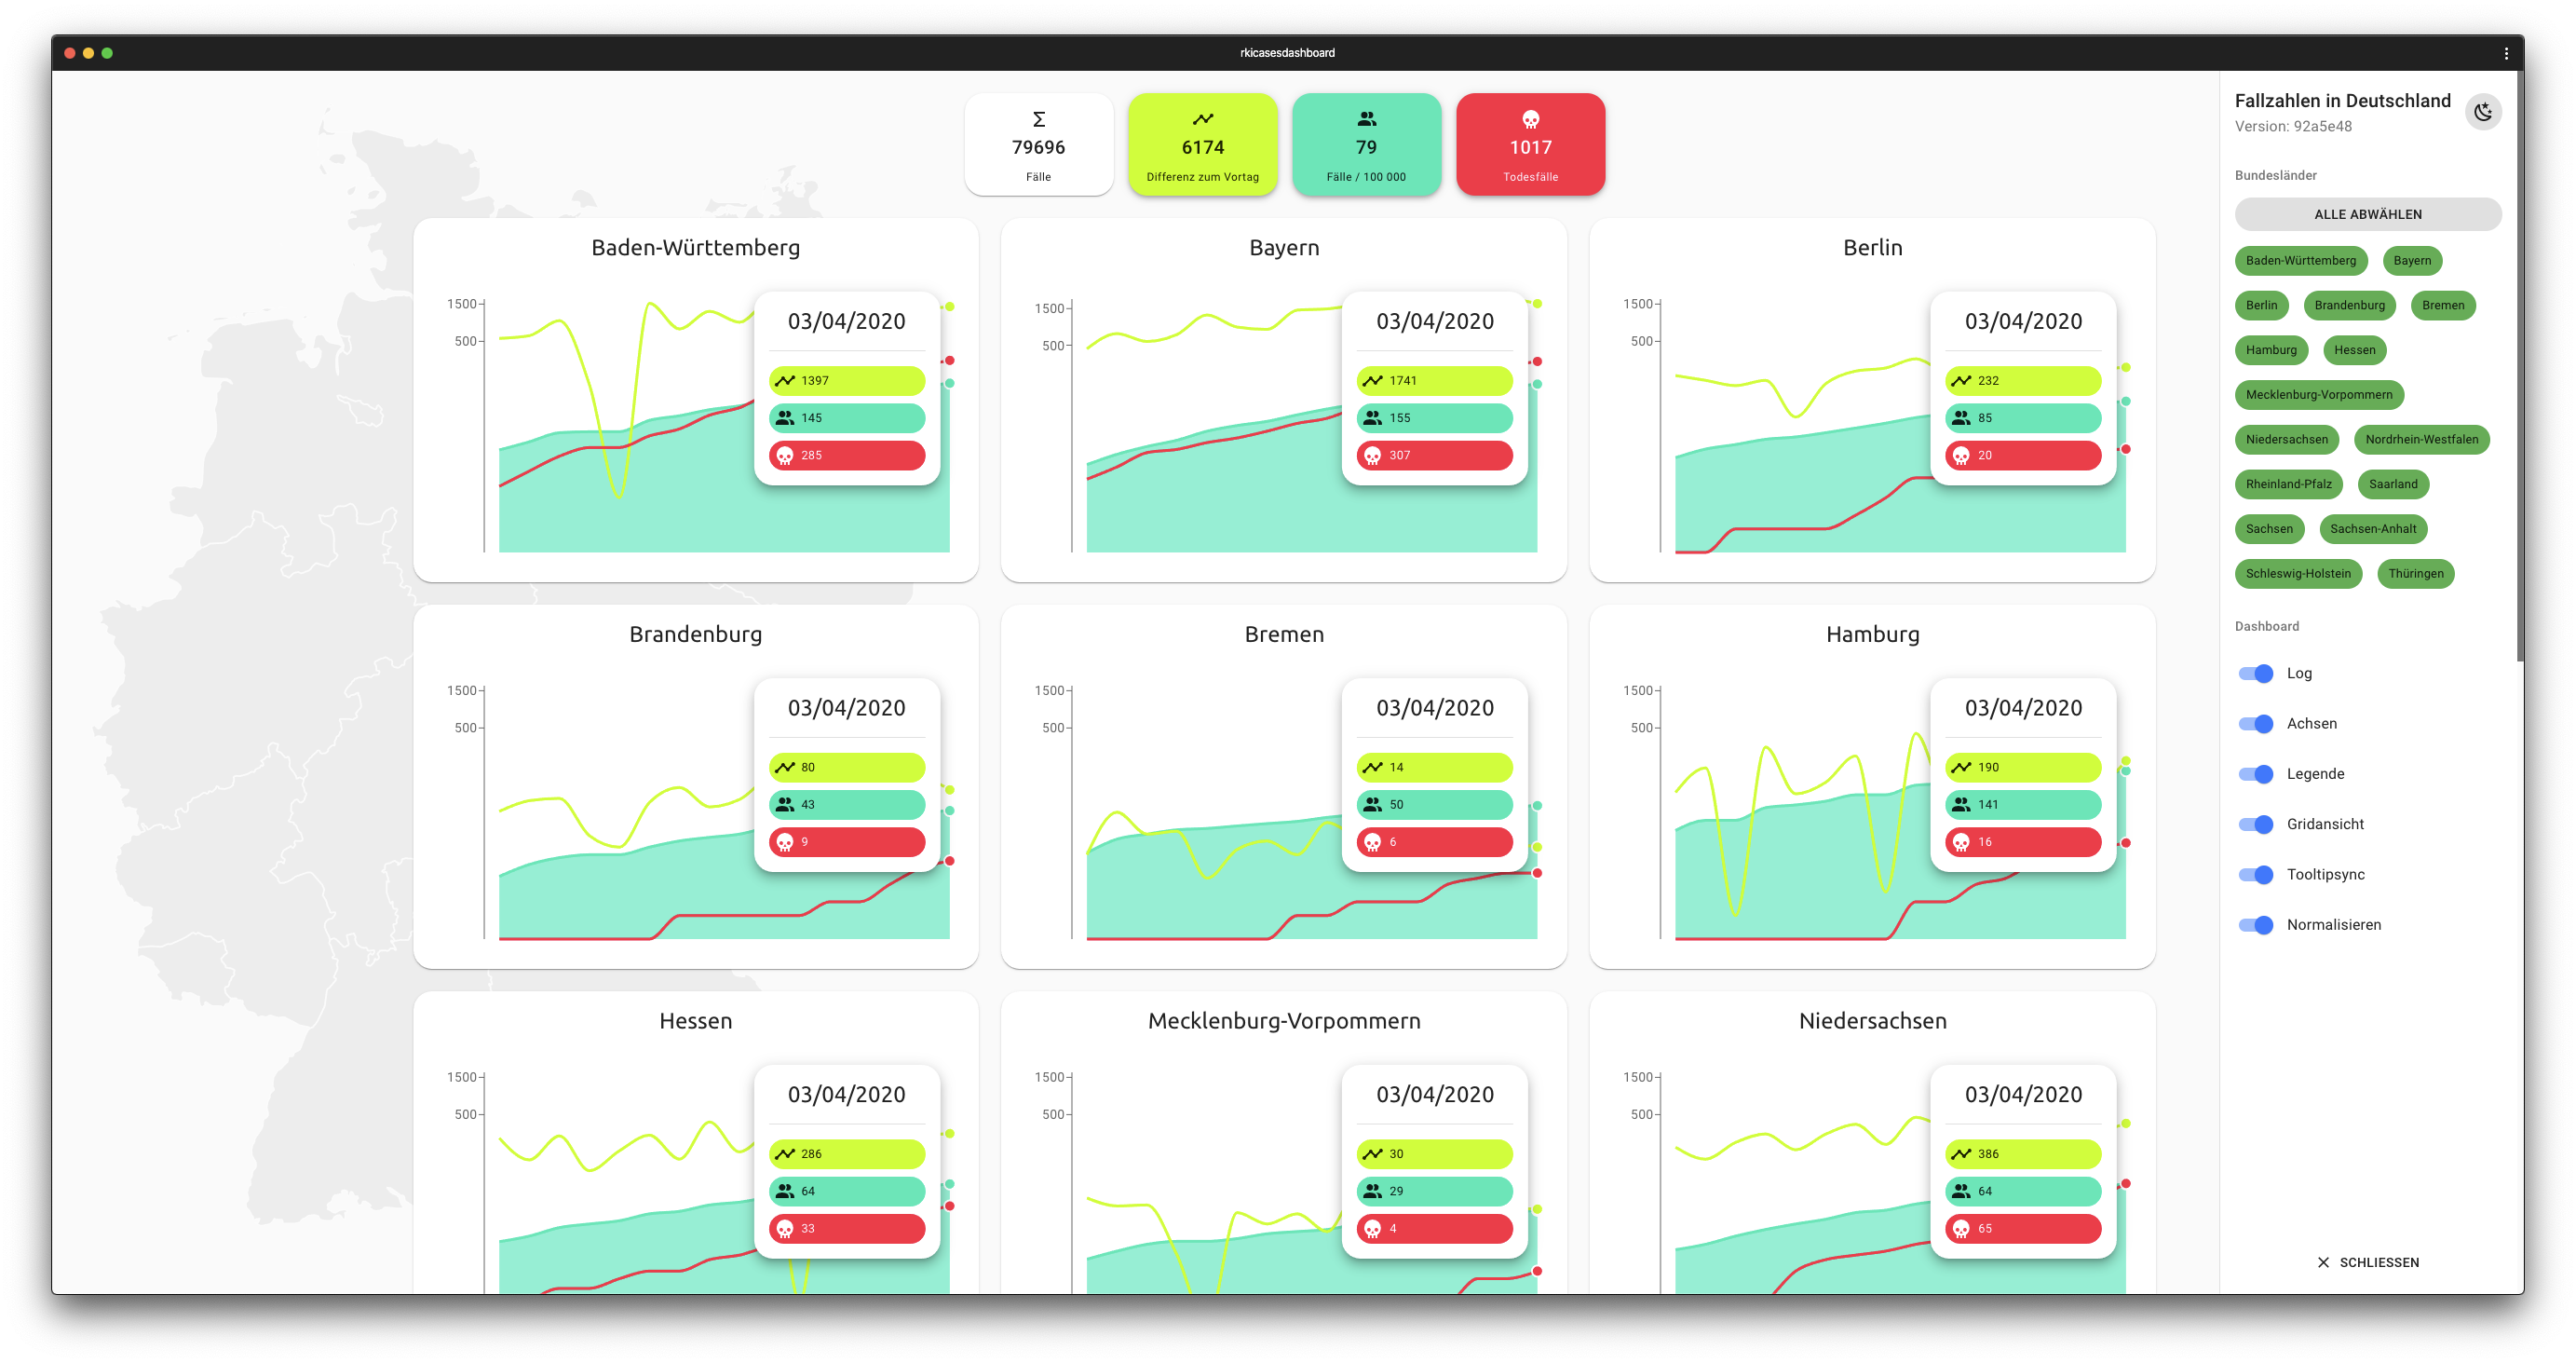 rkicasesdashboard
79696
Fälle
6174
Differenz zum Vortag
79
Fälle / 100 000
1017
Todesfälle
Baden-Württemberg
1500
500
03/04/2020
1397
145
285
Bayern
1500
500
03/04/2020
1741
155
307
Berlin
1500
500
03/04/2020
232
85
20
Brandenburg
1500
500
03/04/2020
80
43
9
Bremen
1500
500
03/04/2020
14
50
6
Hamburg
1500
500
03/04/2020
190
141
16
Hessen
1500
500
03/04/2020
286
64
33
Mecklenburg-Vorpommern
1500
500
03/04/2020
30
29
4
Niedersachsen
1500
500
03/04/2020
386
64
65
Fallzahlen in Deutschland
Version: 92a5e48
Bundesländer
ALLE ABWÄHLEN
Baden-Württemberg Bayern
Berlin Brandenburg Bremen
Hamburg Hessen
Mecklenburg-Vorpommern
Niedersachsen Nordrhein-Westfalen
Rheinland-Pfalz Saarland
Sachsen Sachsen-Anhalt
Schleswig-Holstein Thüringen
Dashboard
Log
Achsen
Legende
Gridansicht
Tooltipsync
Normalisieren
SCHLIESSEN